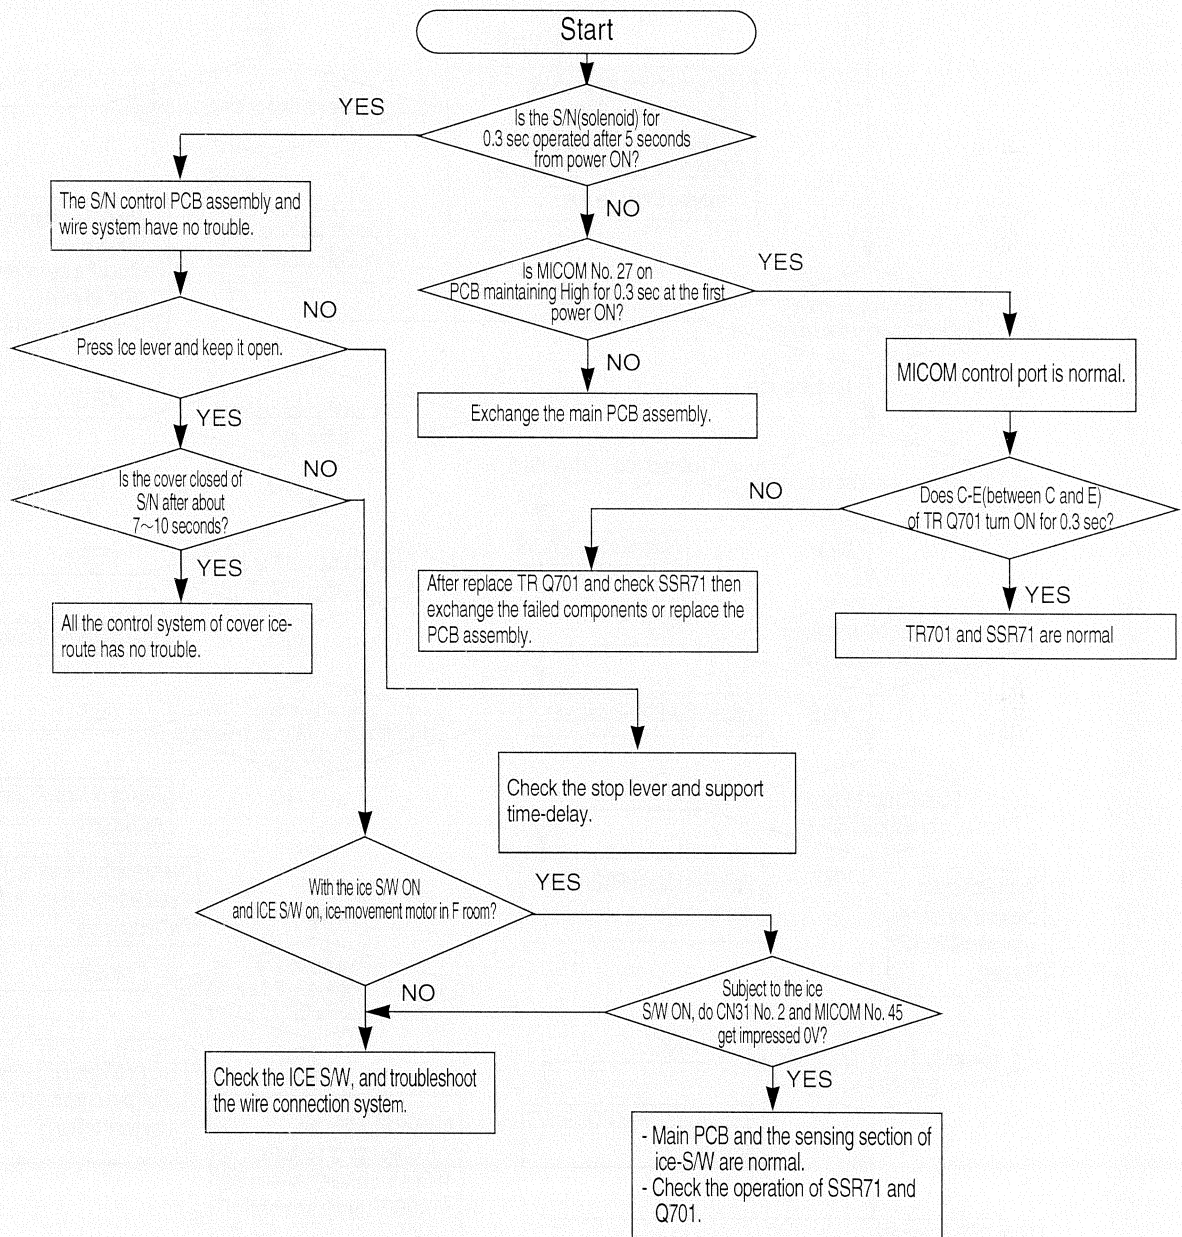 Start
Is the S/N(solenoid) for
0.3 sec operated after 5 seconds
from power ON?
YES
The S/N control PCB assembly and
wire system have no trouble.
NO
Is MICOM No. 27 on
PCB maintaining High for 0.3 sec at the first
power ON?
YES
NO
Press Ice lever and keep it open.
MICOM control port is normal.
NO
Exchange the main PCB assembly.
YES
Is the cover closed of
S/N after about
7~10 seconds?
NO
NO
Does C-E(between C and E)
of TR Q701 turn ON for 0.3 sec?
YES
After replace TR Q701 and check SSR71 then
exchange the failed components or replace the
PCB assembly.
YES
All the control system of cover ice-
route has no trouble.
TR701 and SSR71 are normal
Check the stop lever and support
time-delay.
With the ice S/W ON
and ICE S/W on, ice-movement motor in F room?
YES
NO
Subject to the ice
S/W ON, do CN31 No. 2 and MICOM No. 45
get impressed 0V?
Check the ICE S/W, and troubleshoot
the wire connection system.
YES
- Main PCB and the sensing section of
ice-S/W are normal.
- Check the operation of SSR71 and
Q701.